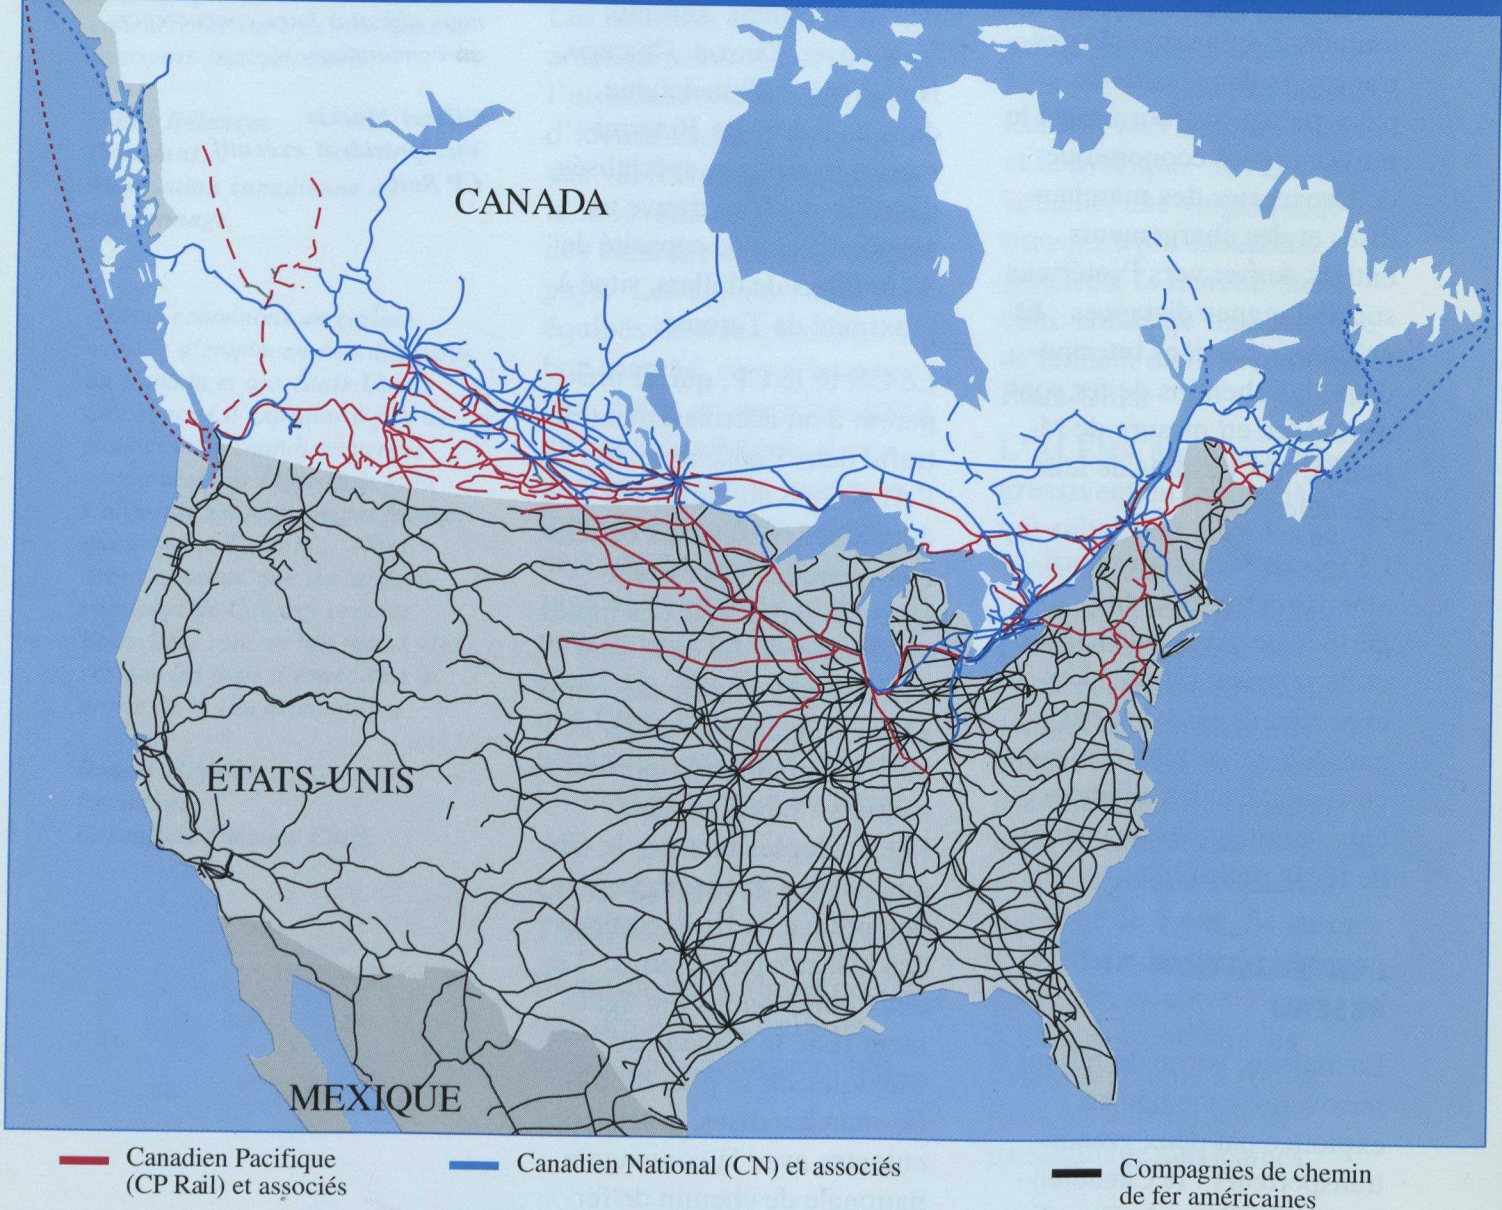 CANADA
ÉTATS-UNIS
MEXIQUE
Canadien Pacifique
(CP Rail) et associés
Canadien National (CN) et associés
Compagnies de chemin
de fer américaines